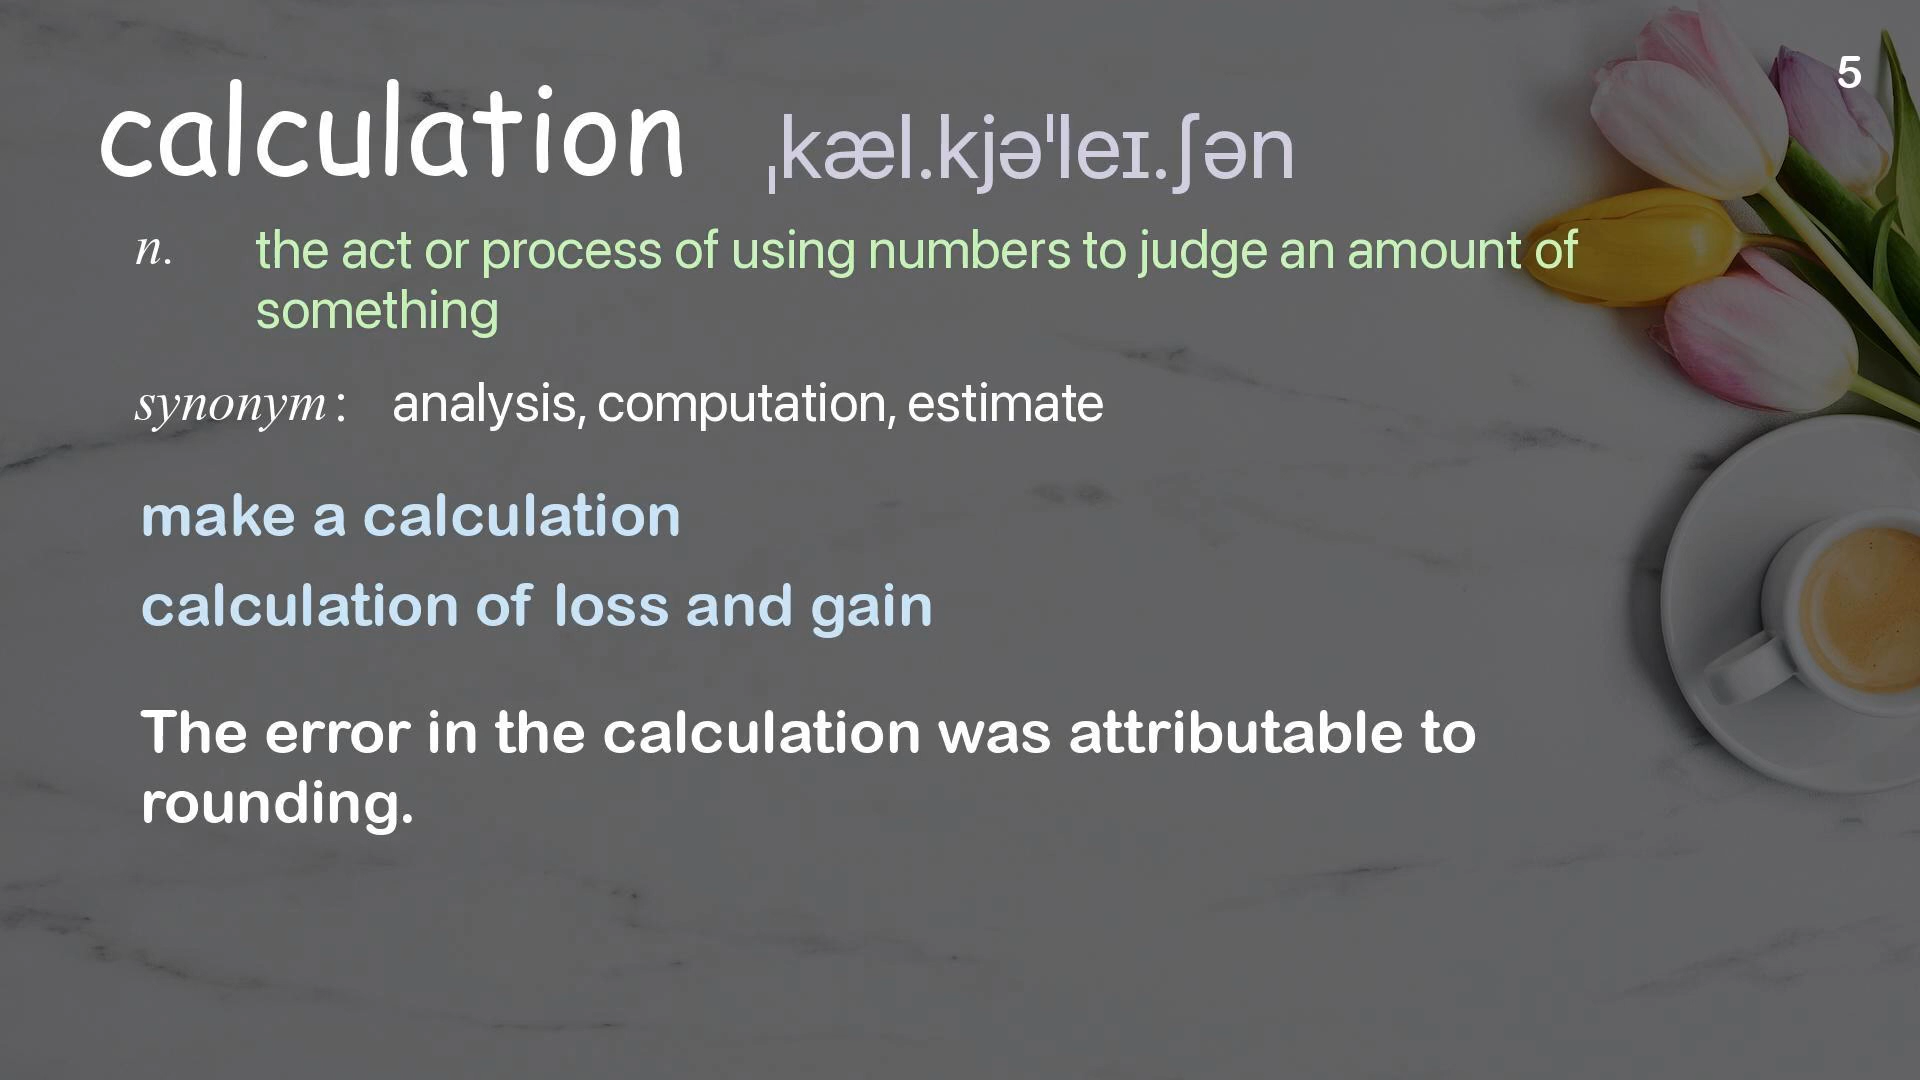 5
calculation ˌkæl.kjəˈleɪ.ʃən
n. the act or process of using numbers to judge an amount of
something
synonym: analysis, computation, estimate
make a calculation
calculation of loss and gain
The error in the calculation was attributable to
rounding.